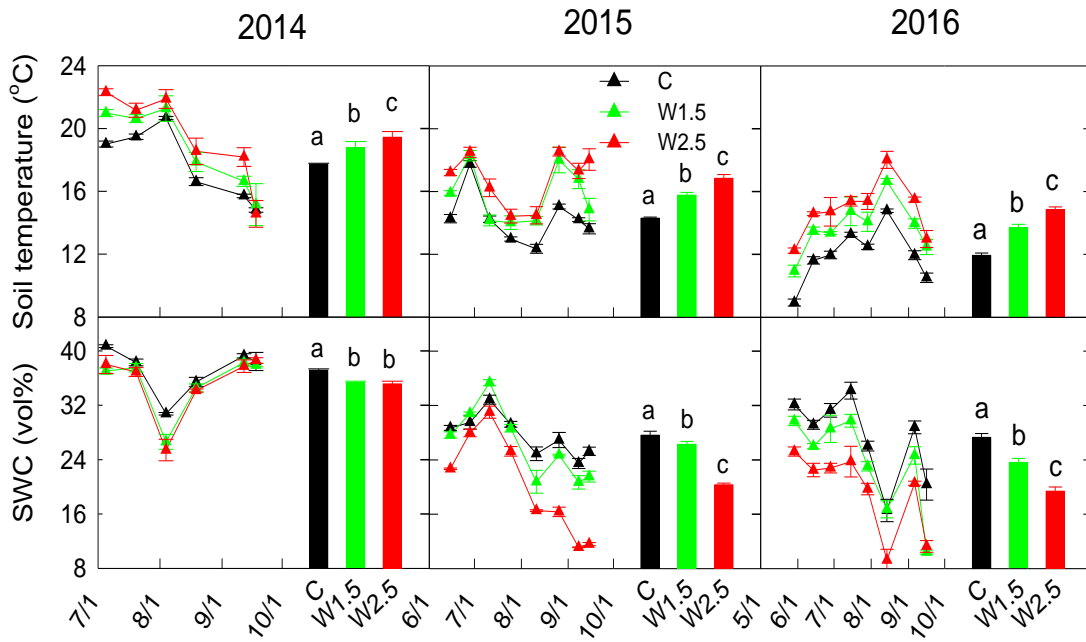 2014 2015 2016
Soil temperature (°C)
24
20
16
12
8
C
W1.5
W2.5
a b c
a b c
a b c
SWC (vol%)
40
32
24
16
8
a b b
a b c
a b c
7/1 8/1 9/1 10/1 C W1.5 W2.5 6/1 7/1 8/1 9/1 10/1 C W1.5 W2.5 5/1 6/1 7/1 8/1 9/1 10/1 C W1.5 W2.5